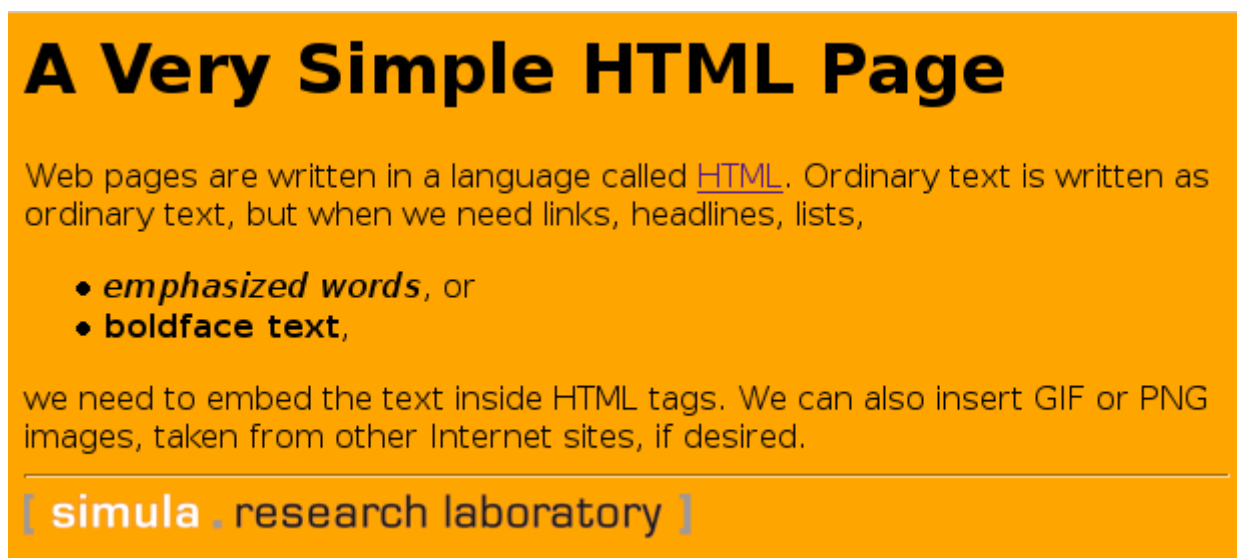 A Very Simple HTML Page
Web pages are written in a language called HTML. Ordinary text is written as
ordinary text, but when we need links, headlines, lists,
• emphasized words, or
• boldface text,
we need to embed the text inside HTML tags. We can also insert GIF or PNG
images, taken from other Internet sites, if desired.
[ simula . research laboratory ]